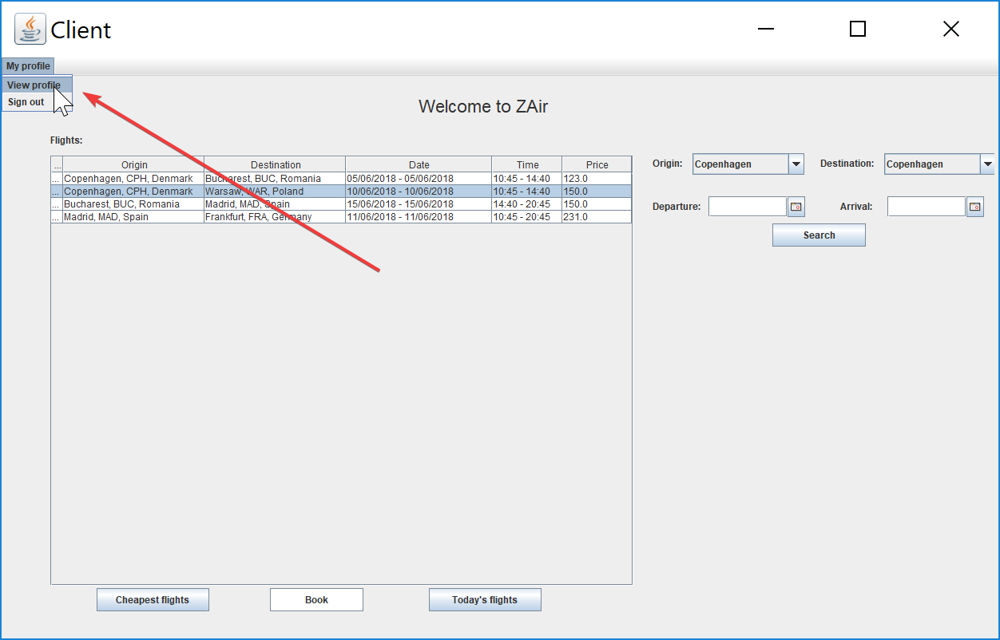 Client
My profile
View profile
Sign out
Welcome to ZAir
Flights:
... Origin Destination Date Time Price
... Copenhagen, CPH, Denmark Bucharest, BUC, Romania 05/06/2018 - 05/06/2018 10:45 - 14:40 123.0
... Copenhagen, CPH, Denmark Warsaw, WAR, Poland 10/06/2018 - 10/06/2018 10:45 - 14:40 150.0
... Bucharest, BUC, Romania Madrid, MAD, Spain 15/06/2018 - 15/06/2018 14:40 - 20:45 150.0
... Madrid, MAD, Spain Frankfurt, FRA, Germany 11/06/2018 - 11/06/2018 10:45 - 20:45 231.0
Origin: Copenhagen Destination: Copenhagen
Departure: Arrival:
Search
Cheapest flights Book Today's flights